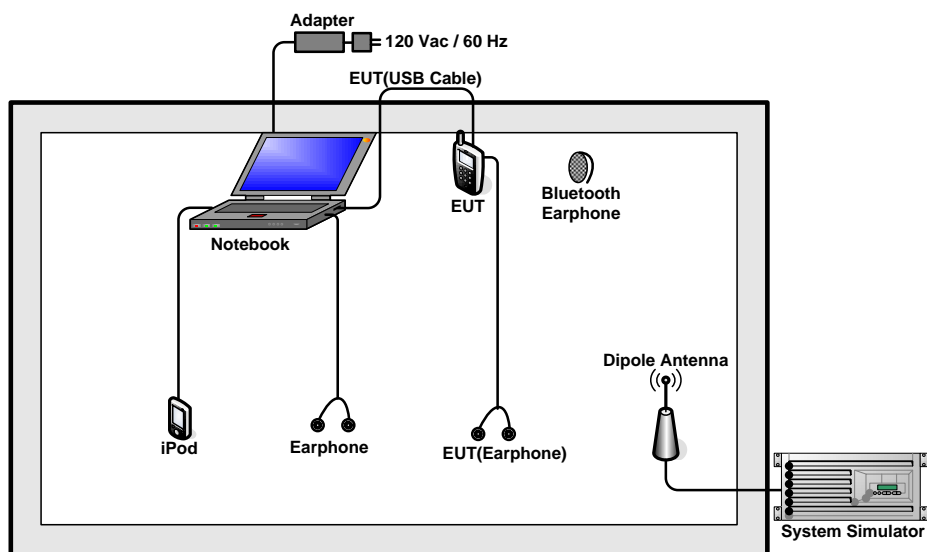 Adapter
120 Vac / 60 Hz
EUT(USB Cable)
EUT
Bluetooth
Earphone
Notebook
Dipole Antenna
iPod
Earphone
EUT(Earphone)
System Simulator